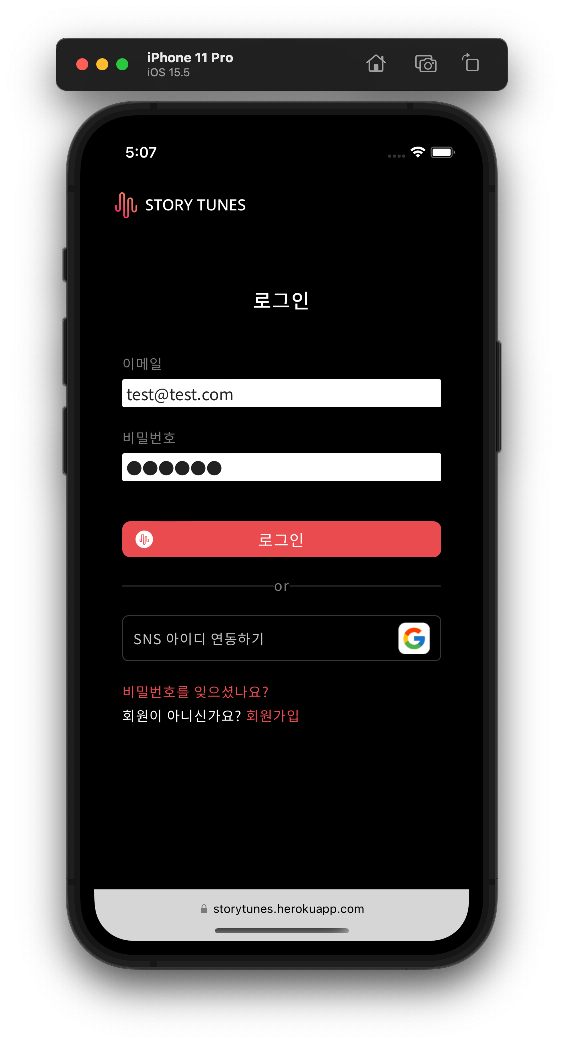 iPhone 11 Pro
iOS 15.5
5:07
STORY TUNES
로그인
이메일
test@test.com
비밀번호
●●●●●●
로그인
or
SNS 아이디 연동하기
비밀번호를 잊으셨나요?
회원이 아니신가요? 회원가입
storytunes.herokuapp.com